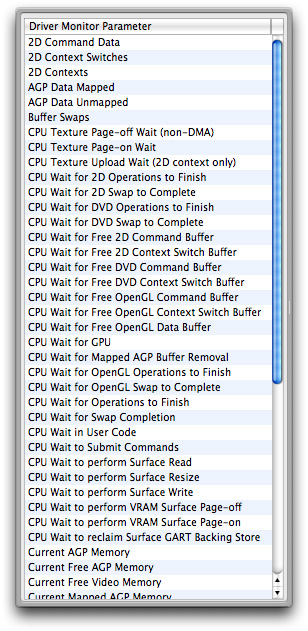 Driver Monitor Parameter
2D Command Data
2D Context Switches
2D Contexts
AGP Data Mapped
AGP Data Unmapped
Buffer Swaps
CPU Texture Page-off Wait (non-DMA)
CPU Texture Page-on Wait
CPU Texture Upload Wait (2D context only)
CPU Wait for 2D Operations to Finish
CPU Wait for 2D Swap to Complete
CPU Wait for DVD Operations to Finish
CPU Wait for DVD Swap to Complete
CPU Wait for Free 2D Command Buffer
CPU Wait for Free 2D Context Switch Buffer
CPU Wait for Free DVD Command Buffer
CPU Wait for Free DVD Context Switch Buffer
CPU Wait for Free OpenGL Command Buffer
CPU Wait for Free OpenGL Context Switch Buffer
CPU Wait for Free OpenGL Data Buffer
CPU Wait for GPU
CPU Wait for Mapped AGP Buffer Removal
CPU Wait for OpenGL Operations to Finish
CPU Wait for OpenGL Swap to Complete
CPU Wait for Operations to Finish
CPU Wait for Swap Completion
CPU Wait in User Code
CPU Wait to Submit Commands
CPU Wait to perform Surface Read
CPU Wait to perform Surface Resize
CPU Wait to perform Surface Write
CPU Wait to perform VRAM Surface Page-off
CPU Wait to perform VRAM Surface Page-on
CPU Wait to reclaim Surface GART Backing Store
Current AGP Memory
Current Free AGP Memory
Current Free Video Memory
Current Mapped AGP Memory